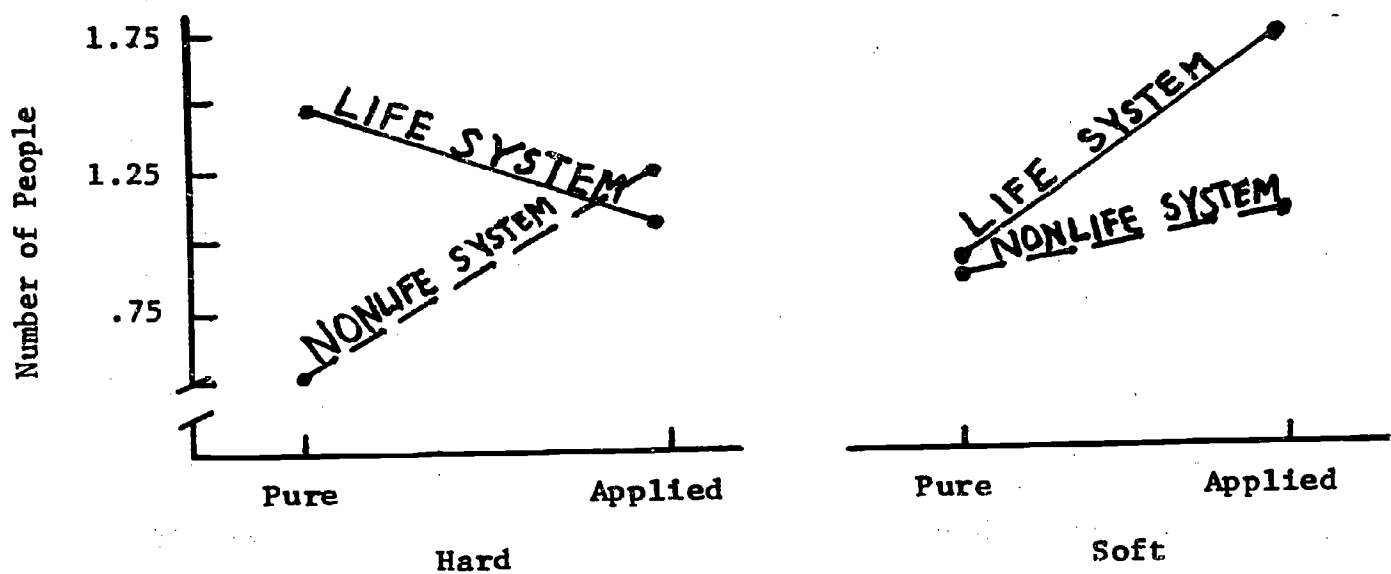 1.75
1.25
.75
Number of People
LIFE SYSTEM
NONLIFE SYSTEM
Pure
Applied
Hard
LIFE SYSTEM
NONLIFE SYSTEM
Pure
Applied
Soft